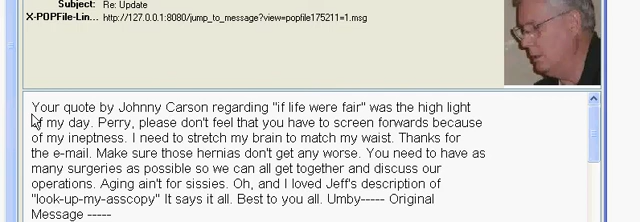 Subject: Re: Update
X-POPFile-Lin... http://127.0.0.1:8080/jump_to_message?view=popfile175211=1.msg
Your quote by Johnny Carson regarding "if life were fair" was the high light
of my day. Perry, please don't feel that you have to screen forwards because
of my ineptness. I need to stretch my brain to match my waist. Thanks for
the e-mail. Make sure those hernias don't get any worse. You need to have as
many surgeries as possible so we can all get together and discuss our
operations. Aging ain't for sissies. Oh, and I loved Jeff's description of
"look-up-my-asscopy" It says it all. Best to you all. Umby----- Original
Message -----